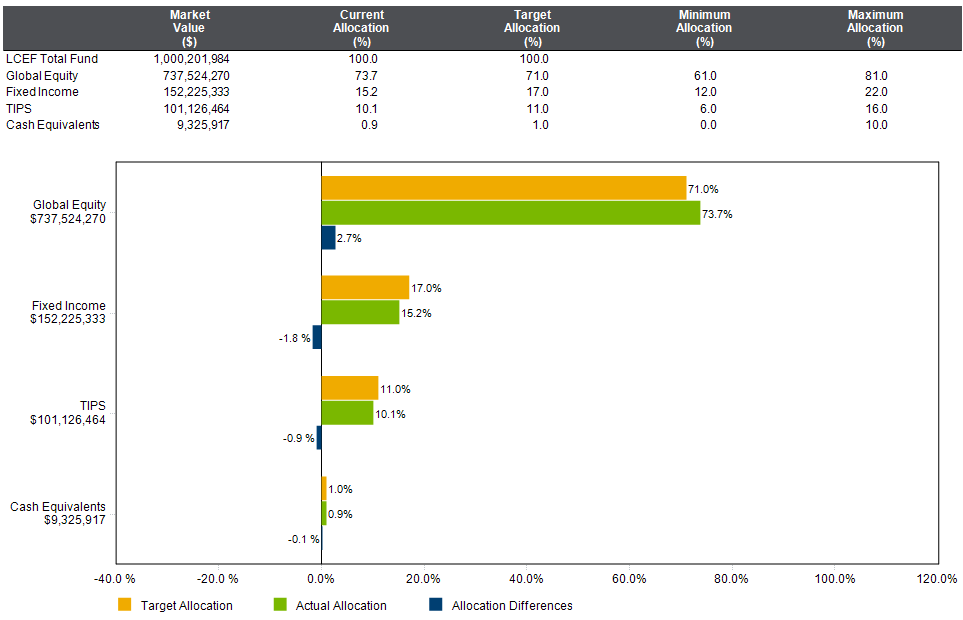 Market Current Target Minimum Maximum
Value Allocation Allocation Allocation Allocation
($) (%) (%) (%) (%)
LCEF Total Fund 1,000,201,984 100.0 100.0
Global Equity 737,524,270 73.7 71.0 61.0 81.0
Fixed Income 152,225,333 15.2 17.0 12.0 22.0
TIPS 101,126,464 10.1 11.0 6.0 16.0
Cash Equivalents 9,325,917 0.9 1.0 0.0 10.0
71.0%
Global Equity
$737,524,270
73.7%
2.7%
17.0%
Fixed Income
$152,225,333
15.2%
-1.8 %
11.0%
TIPS
$101,126,464
10.1%
-0.9 %
1.0%
Cash Equivalents
$9,325,917
0.9%
-0.1 %
-40.0 % -20.0 % 0.0% 20.0% 40.0 % 60.0% 80.0% 100.0 % 120.0 %
Target Allocation Actual Allocation Allocation Differences